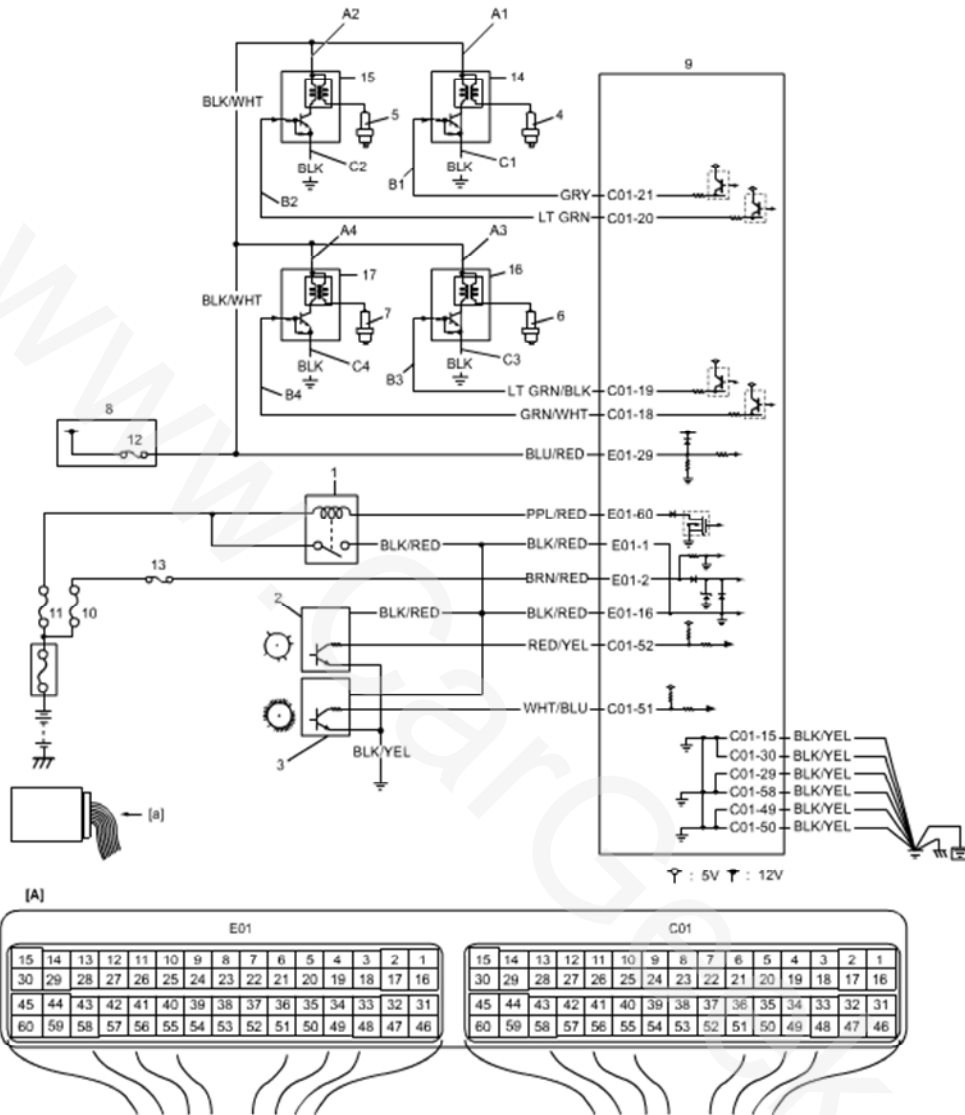 A2 A1
9
15 14
BLK/WHT
5 4
BLK C2 BLK C1
B1
B2
GRY C01-21
LT GRN C01-20
A4 A3
17 16
BLK/WHT
7 6
BLK C4 BLK C3
B4 B3
LT GRN/BLK C01-19
GRN/WHT C01-18
8
12
BLU/RED E01-29
1
PPL/RED E01-60
BLK/RED BLK/RED E01-1
13
BRN/RED E01-2
11 10
2
BLK/RED BLK/RED E01-16
RED/YEL C01-52
WHT/BLU C01-51
3
BLK/YEL
C01-15 BLK/YEL
C01-30 BLK/YEL
C01-29 BLK/YEL
C01-58 BLK/YEL
C01-49 BLK/YEL
C01-50 BLK/YEL
[a]
: 5V : 12V
[A]
E01 C01
15 14 13 12 11 10 9 8 7 6 5 4 3 2 1 15 14 13 12 11 10 9 8 7 6 5 4 3 2 1
30 29 28 27 26 25 24 23 22 21 20 19 18 17 16 30 29 28 27 26 25 24 23 22 21 20 19 18 17 16
45 44 43 42 41 40 39 38 37 36 35 34 33 32 31 45 44 43 42 41 40 39 38 37 36 35 34 33 32 31
60 59 58 57 56 55 54 53 52 51 50 49 48 47 46 60 59 58 57 56 55 54 53 52 51 50 49 48 47 46